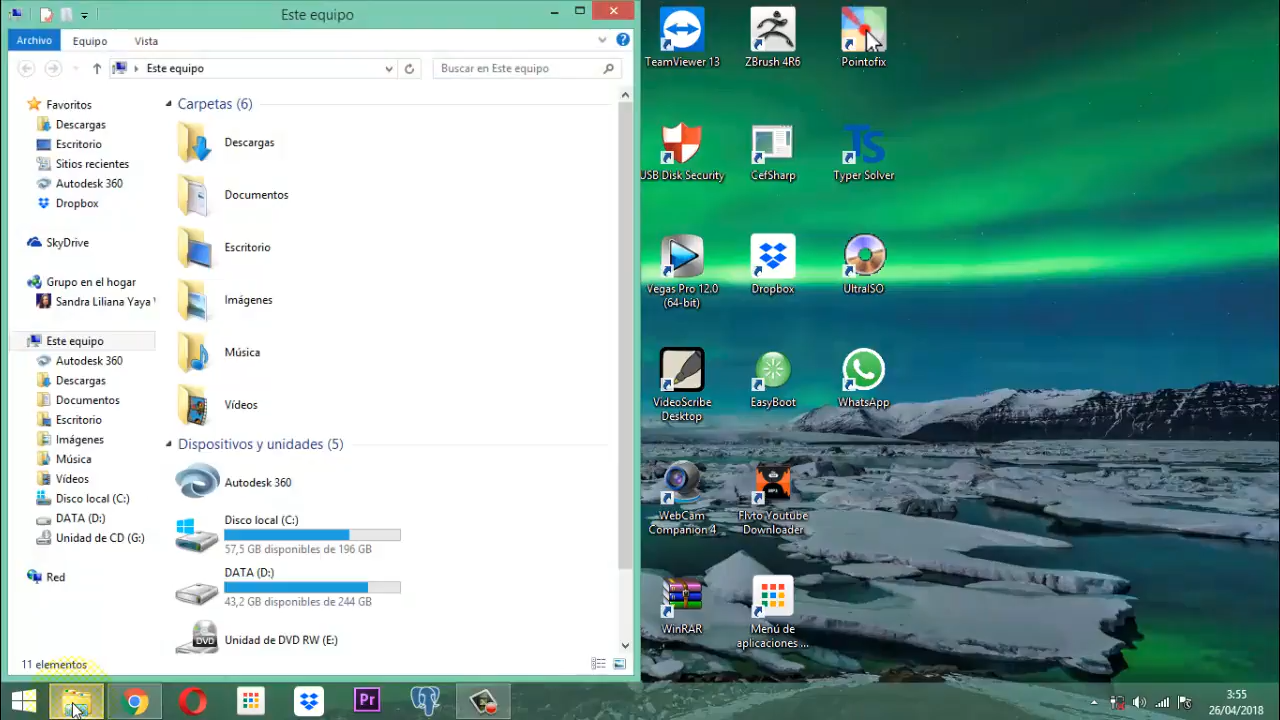 Este equipo
Archivo
Equipo
Vista
Este equipo
Buscar en Este equipo
Favoritos
Descargas
Escritorio
Sitios recientes
Autodesk 360
Dropbox
SkyDrive
Grupo en el hogar
Sandra Liliana Yaya
Este equipo
Autodesk 360
Descargas
Documentos
Escritorio
Imágenes
Música
Vídeos
Disco local (C:)
DATA (D:)
Unidad de CD (G:)
Red
Carpetas (6)
Descargas
Documentos
Escritorio
Imágenes
Música
Vídeos
Dispositivos y unidades (5)
Autodesk 360
Disco local (C:)
57,5 GB disponibles de 196 GB
DATA (D:)
43,2 GB disponibles de 244 GB
DVD
Unidad de DVD RW (E:)
11 elementos
TeamViewer 13
ZBrush 4R6
Pointofix
USB Disk Security
CefSharp
TS
Typer Solver
Vegas Pro 12.0
(64-bit)
Dropbox
UltraISO
VideoScribe
Desktop
EasyBoot
WhatsApp
WebCam
Companion 4
Flvto Youtube
Downloader
WinRAR
Menú de
aplicaciones ...
Pr
3:55
26/04/2018